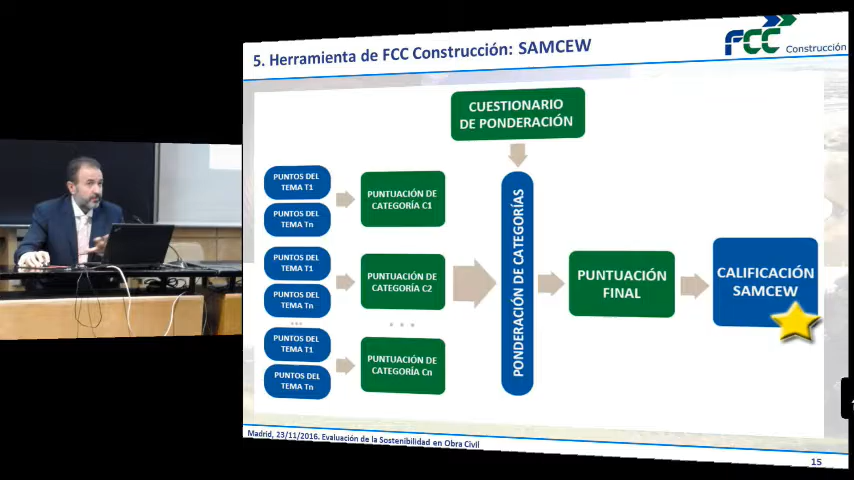 5. Herramienta de FCC Construcción: SAMCEW
FCC Construcción
CUESTIONARIO
DE PONDERACIÓN
PUNTOS DEL
TEMA T1
PUNTOS DEL
TEMA Tn
PUNTUACIÓN DE
CATEGORÍA C1
PUNTOS DEL
TEMA T1
PUNTOS DEL
TEMA Tn
PUNTUACIÓN DE
CATEGORÍA C2
...
...
PUNTOS DEL
TEMA T1
PUNTOS DEL
TEMA Tn
PUNTUACIÓN DE
CATEGORÍA Cn
PONDERACIÓN DE CATEGORÍAS
PUNTUACIÓN
FINAL
CALIFICACIÓN
SAMCEW
Madrid, 23/11/2016. Evaluación de la Sostenibilidad en Obra Civil
15